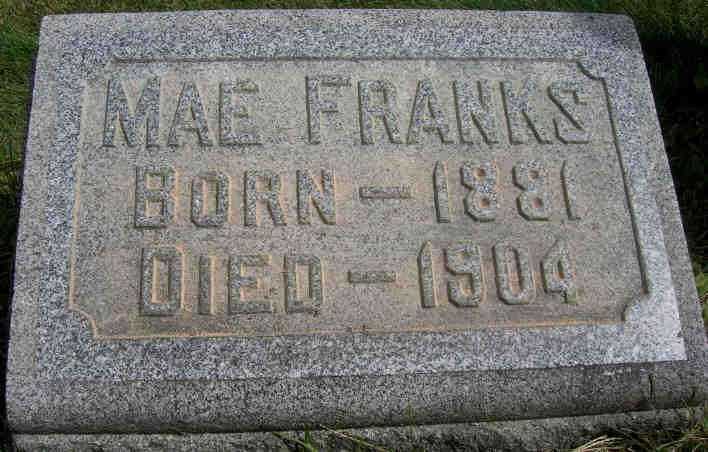 MAE FRANKS
BORN — 1881
DIED — 1904